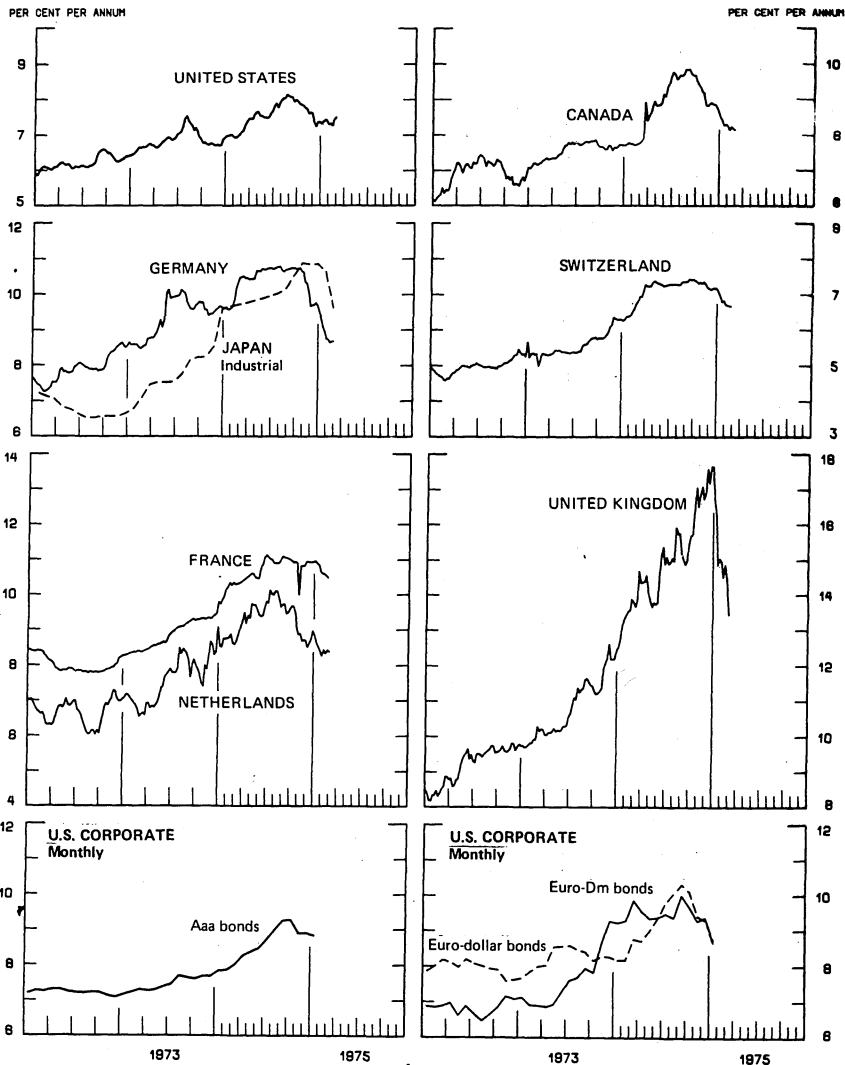 PER CENT PER ANNUM
PER CENT PER ANNUM
9
7
5
UNITED STATES
10
8
6
CANADA
12
10
8
6
GERMANY
JAPAN
Industrial
9
7
5
3
SWITZERLAND
14
12
10
8
6
4
FRANCE
NETHERLANDS
18
16
14
12
10
8
UNITED KINGDOM
12
10
8
6
U.S. CORPORATE
Monthly
Aaa bonds
12
10
8
6
U.S. CORPORATE
Monthly
Euro-Dm bonds
Euro-dollar bonds
1973
1975
1973
1975